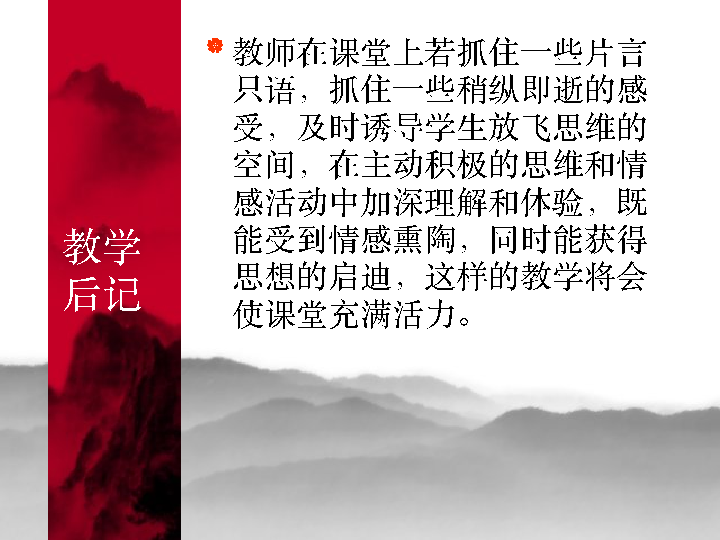 教师在课堂上若抓住一些片言
只语，抓住一些稍纵即逝的感
受，及时诱导学生放飞思维的
空间，在主动积极的思维和情
感活动中加深理解和体验，既
能受到情感熏陶，同时能获得
思想的启迪，这样的教学将会
使课堂充满活力。
教学
后记